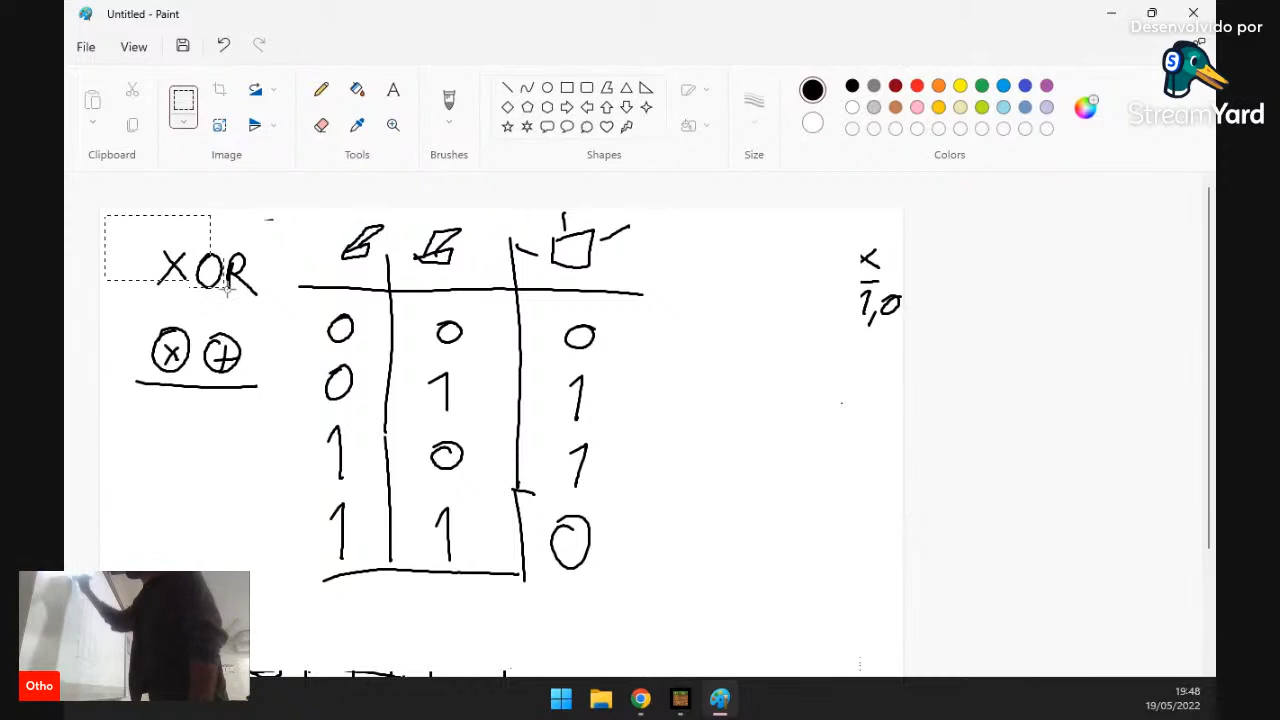 Untitled - Paint
Desenvolvido por
File
View
S
StreamYard
A
Clipboard
Image
Tools
Brushes
Shapes
Size
Colors
XOR
x
1,0
x +
0 0 0
0 1 1
1 0 1
1 1 0
Otho
19:48
19/05/2022